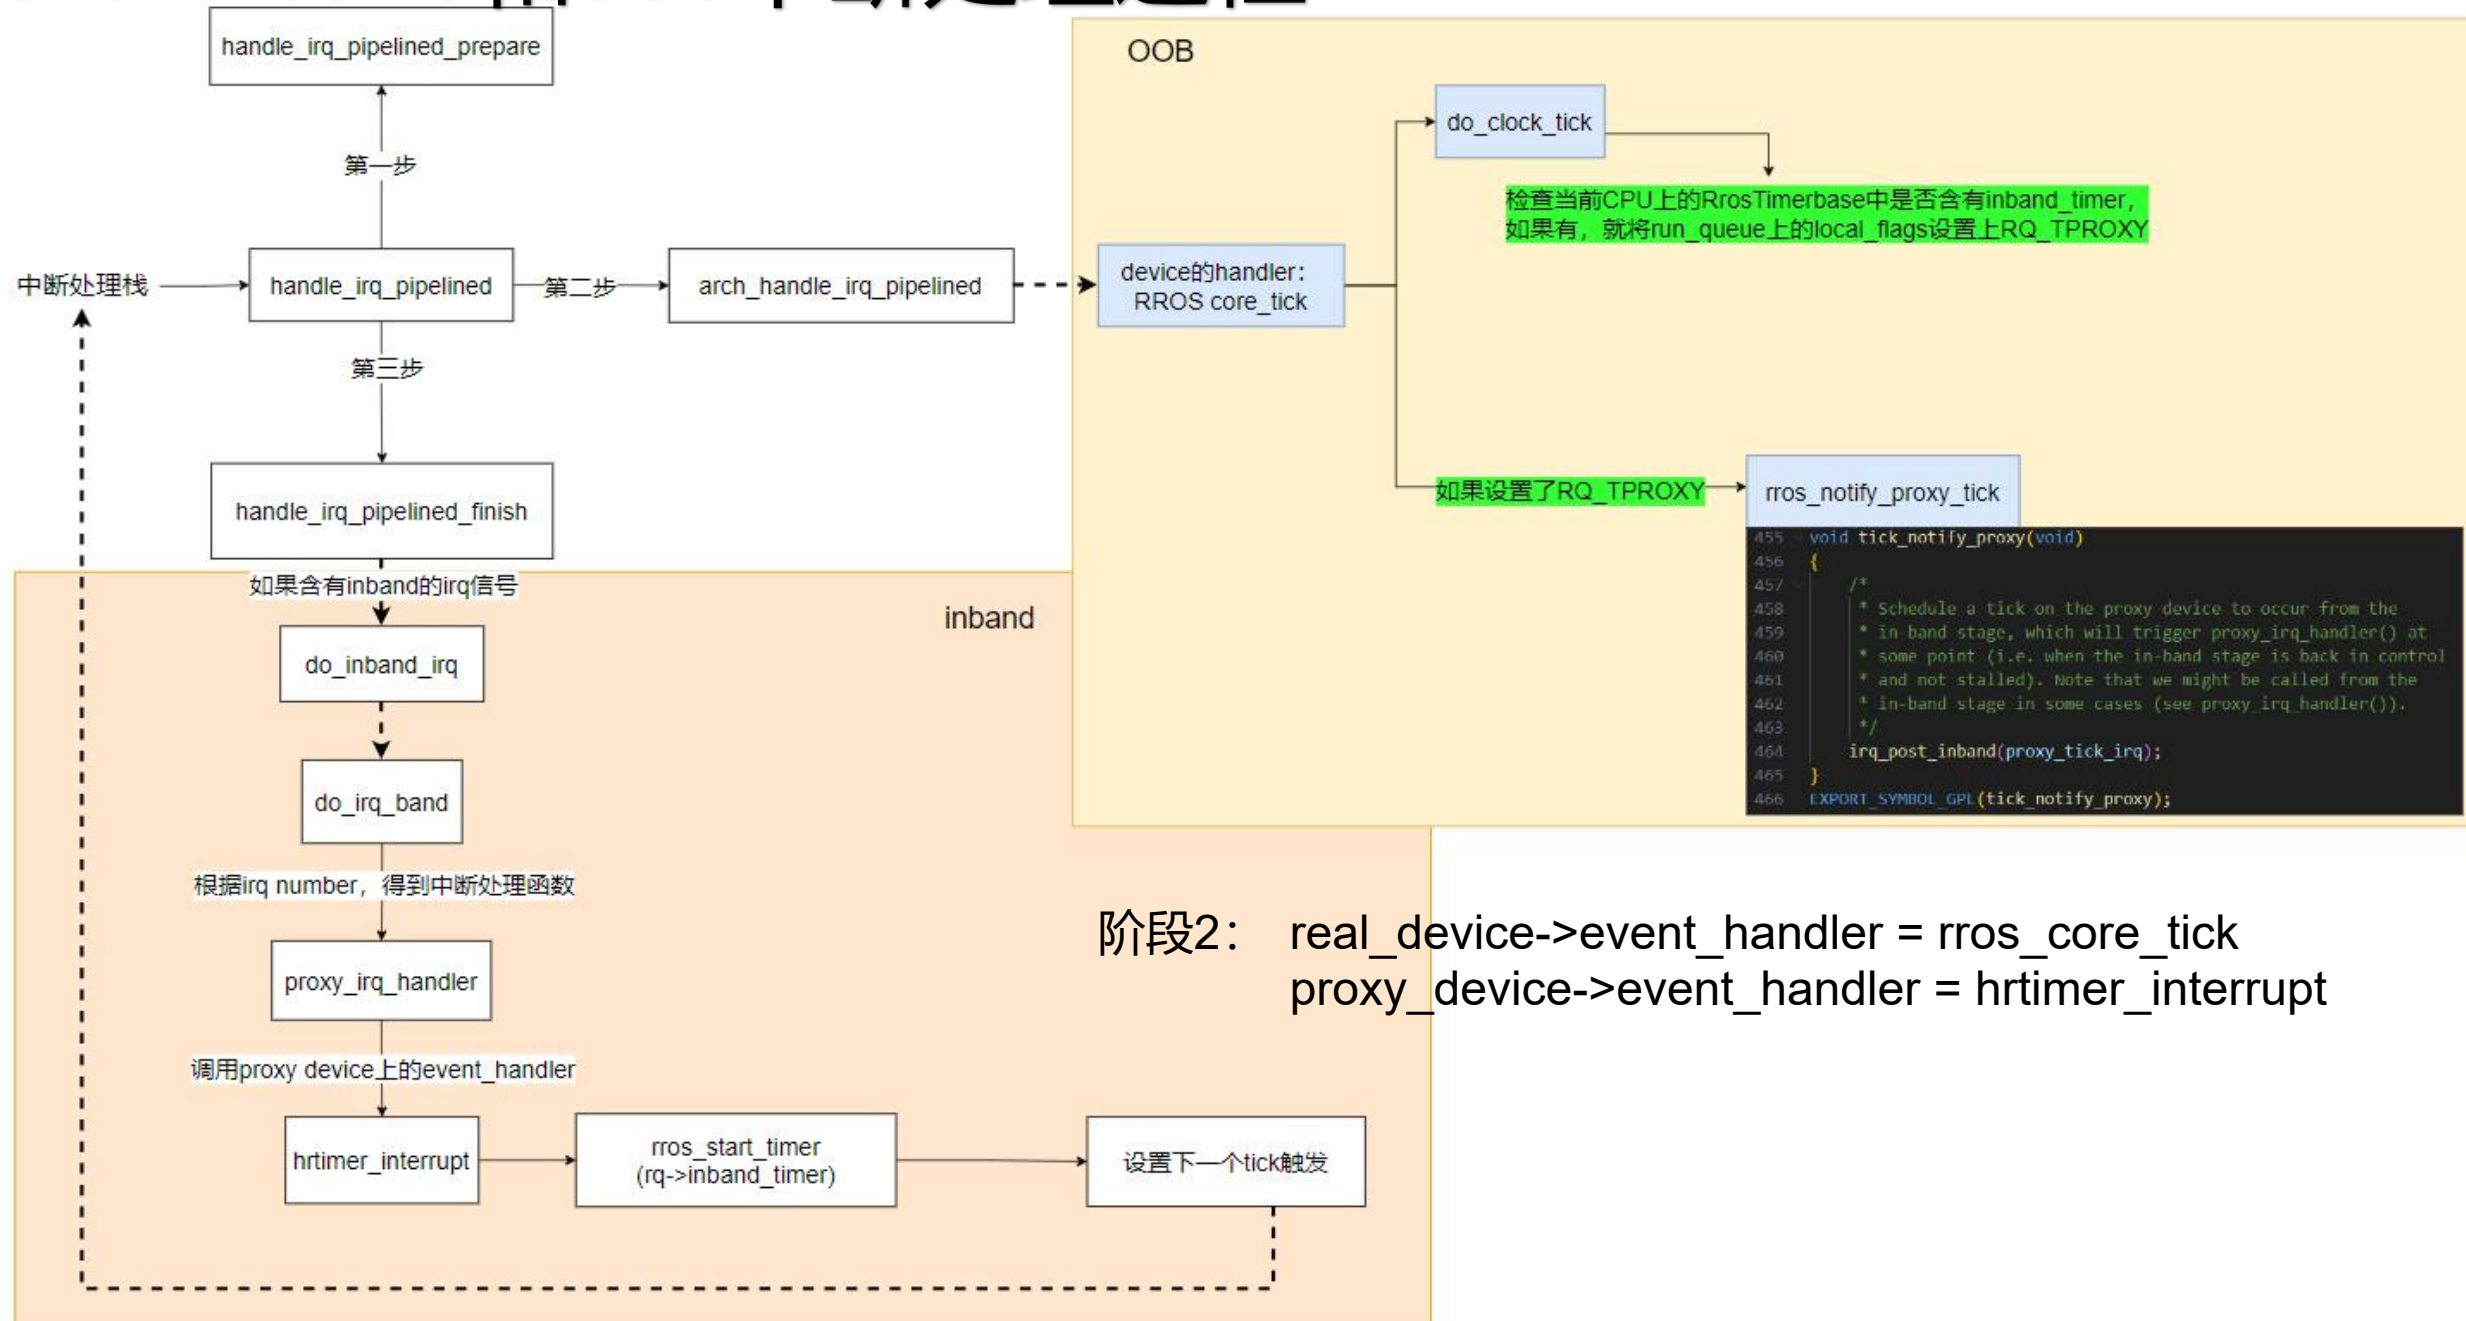 handle_irq_pipelined_prepare
第一步
中断处理栈
handle_irq_pipelined
第二步
arch_handle_irq_pipelined
第三步
handle_irq_pipelined_finish
OOB
device的handler：
RROS core_tick
do_clock_tick
检查当前CPU上的RrosTimerbase中是否含有inband_timer，
如果有，就将run_queue上的local_flags设置上RQ_TPROXY
如果设置了RQ_TPROXY
rros_notify_proxy_tick
455 void tick_notify_proxy(void)
456 {
457 /*
458 * Schedule a tick on the proxy device to occur from the
459 * in-band stage, which will trigger proxy_irq_handler() at
460 * some point (i.e. when the in-band stage is back in control
461 * and not stalled). Note that we might be called from the
462 * in-band stage in some cases (see proxy_irq_handler()).
463 */
464 irq_post_inband(proxy_tick_irq);
465 }
466 EXPORT_SYMBOL_GPL(tick_notify_proxy);
inband
如果含有inband的irq信号
do_inband_irq
do_irq_band
根据irq number，得到中断处理函数
proxy_irq_handler
调用proxy device上的event_handler
hrtimer_interrupt
rros_start_timer
(rq->inband_timer)
设置下一个tick触发
阶段2： real_device->event_handler = rros_core_tick
proxy_device->event_handler = hrtimer_interrupt